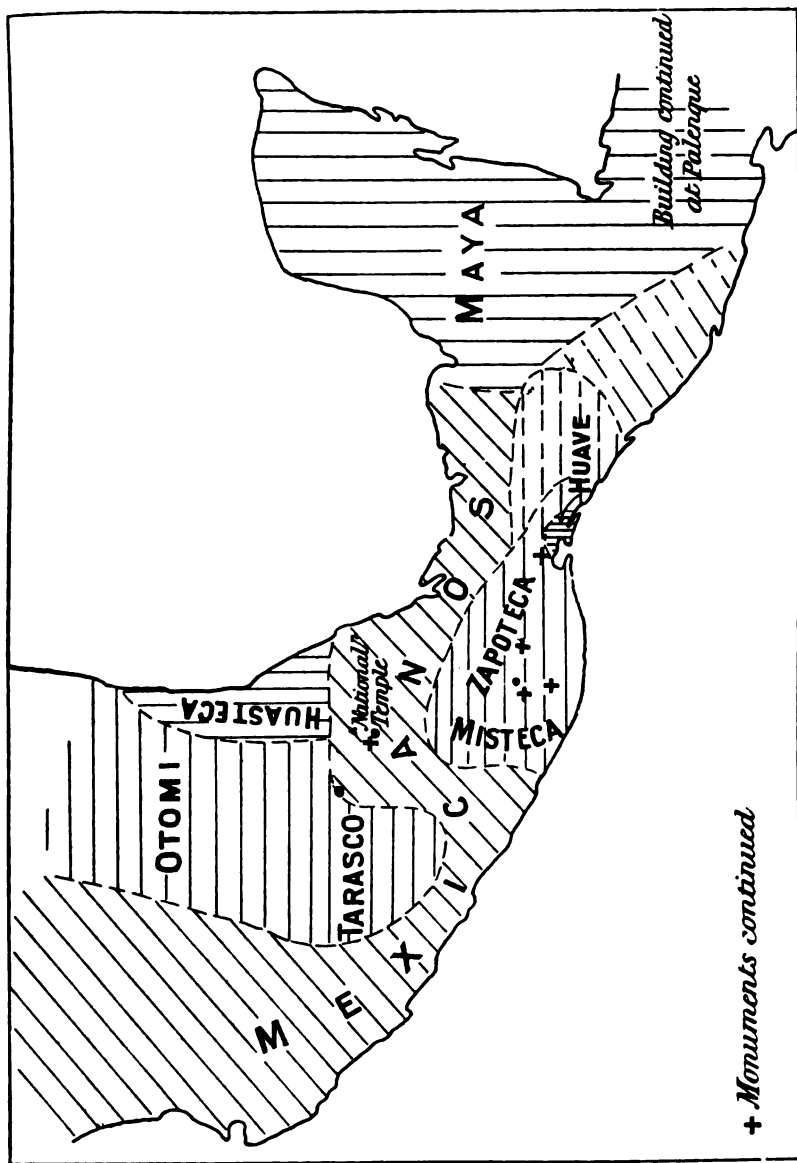 MEXICANOS
OTOMI
HUASTECA
TARASCO
National
Temple
MISTECA
ZAPOTECA
HUAVE
MAYA
Building continued
at Palenque
+ Monuments continued